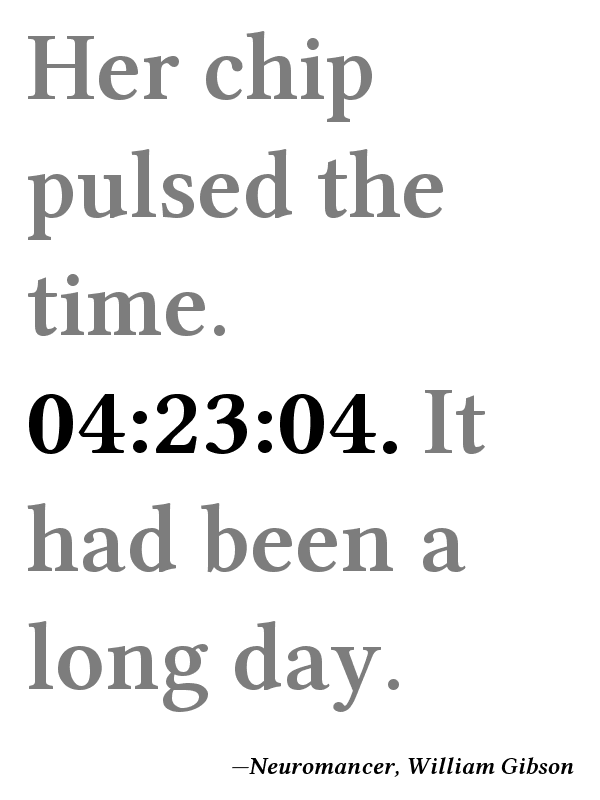 Her chip
pulsed the
time.
04:23:04. It
had been a
long day.
—Neuromancer, William Gibson